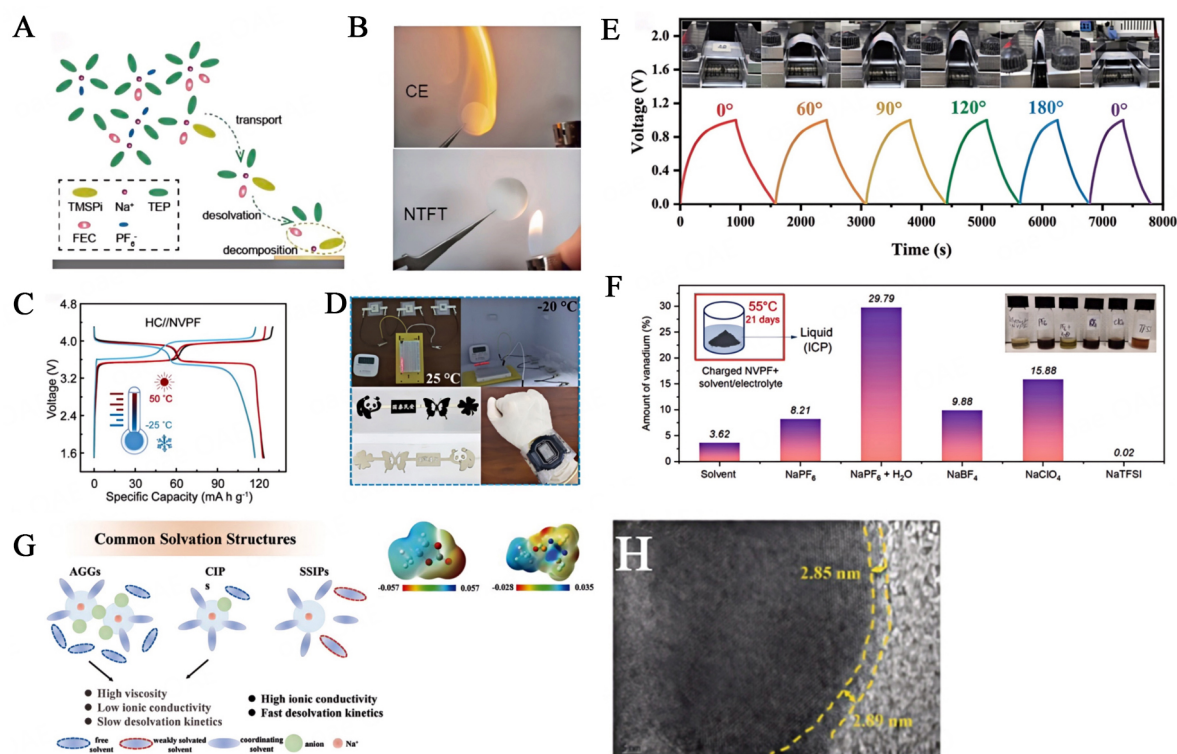 A
transport
desolvation
decomposition
TMSPi
Na⁺
TEP
FEC
PF₆⁻
B
CE
NTFT
C
4.8
3.6
2.4
1.6
Voltage (V)
50 °C
-25 °C
0
30
60
90
120
Specific Capacity (mA h g⁻¹)
D
-20 °C
25 °C
E
2.0
1.6
1.2
0.8
0.4
0.0
Voltage (V)
0°
60°
90°
120°
180°
0°
0
1000
2000
3000
4000
5000
6000
7000
8000
Time (s)
F
Amount of vanadium (%)
30
25
20
15
10
5
0
55°C
21 days
Liquid
(ICP)
Charged NVPF+
solvent/electrolyte
3.62
8.21
29.79
9.88
15.88
0.02
Solvent
NaPF₆
NaPF₆ + H₂O
NaBF₄
NaClO₄
NaTFSI
G
Common Solvation Structures
AGGs
CIP
s
SSIPs
-0.057
0.057
-0.028
0.035
● High viscosity
● Low ionic conductivity
● Slow desolvation kinetics
● High ionic conductivity
● Fast desolvation kinetics
free
solvent
weakly solvated
solvent
coordinating
solvent
anion
Na⁺
H
2.85 nm
2.89 nm